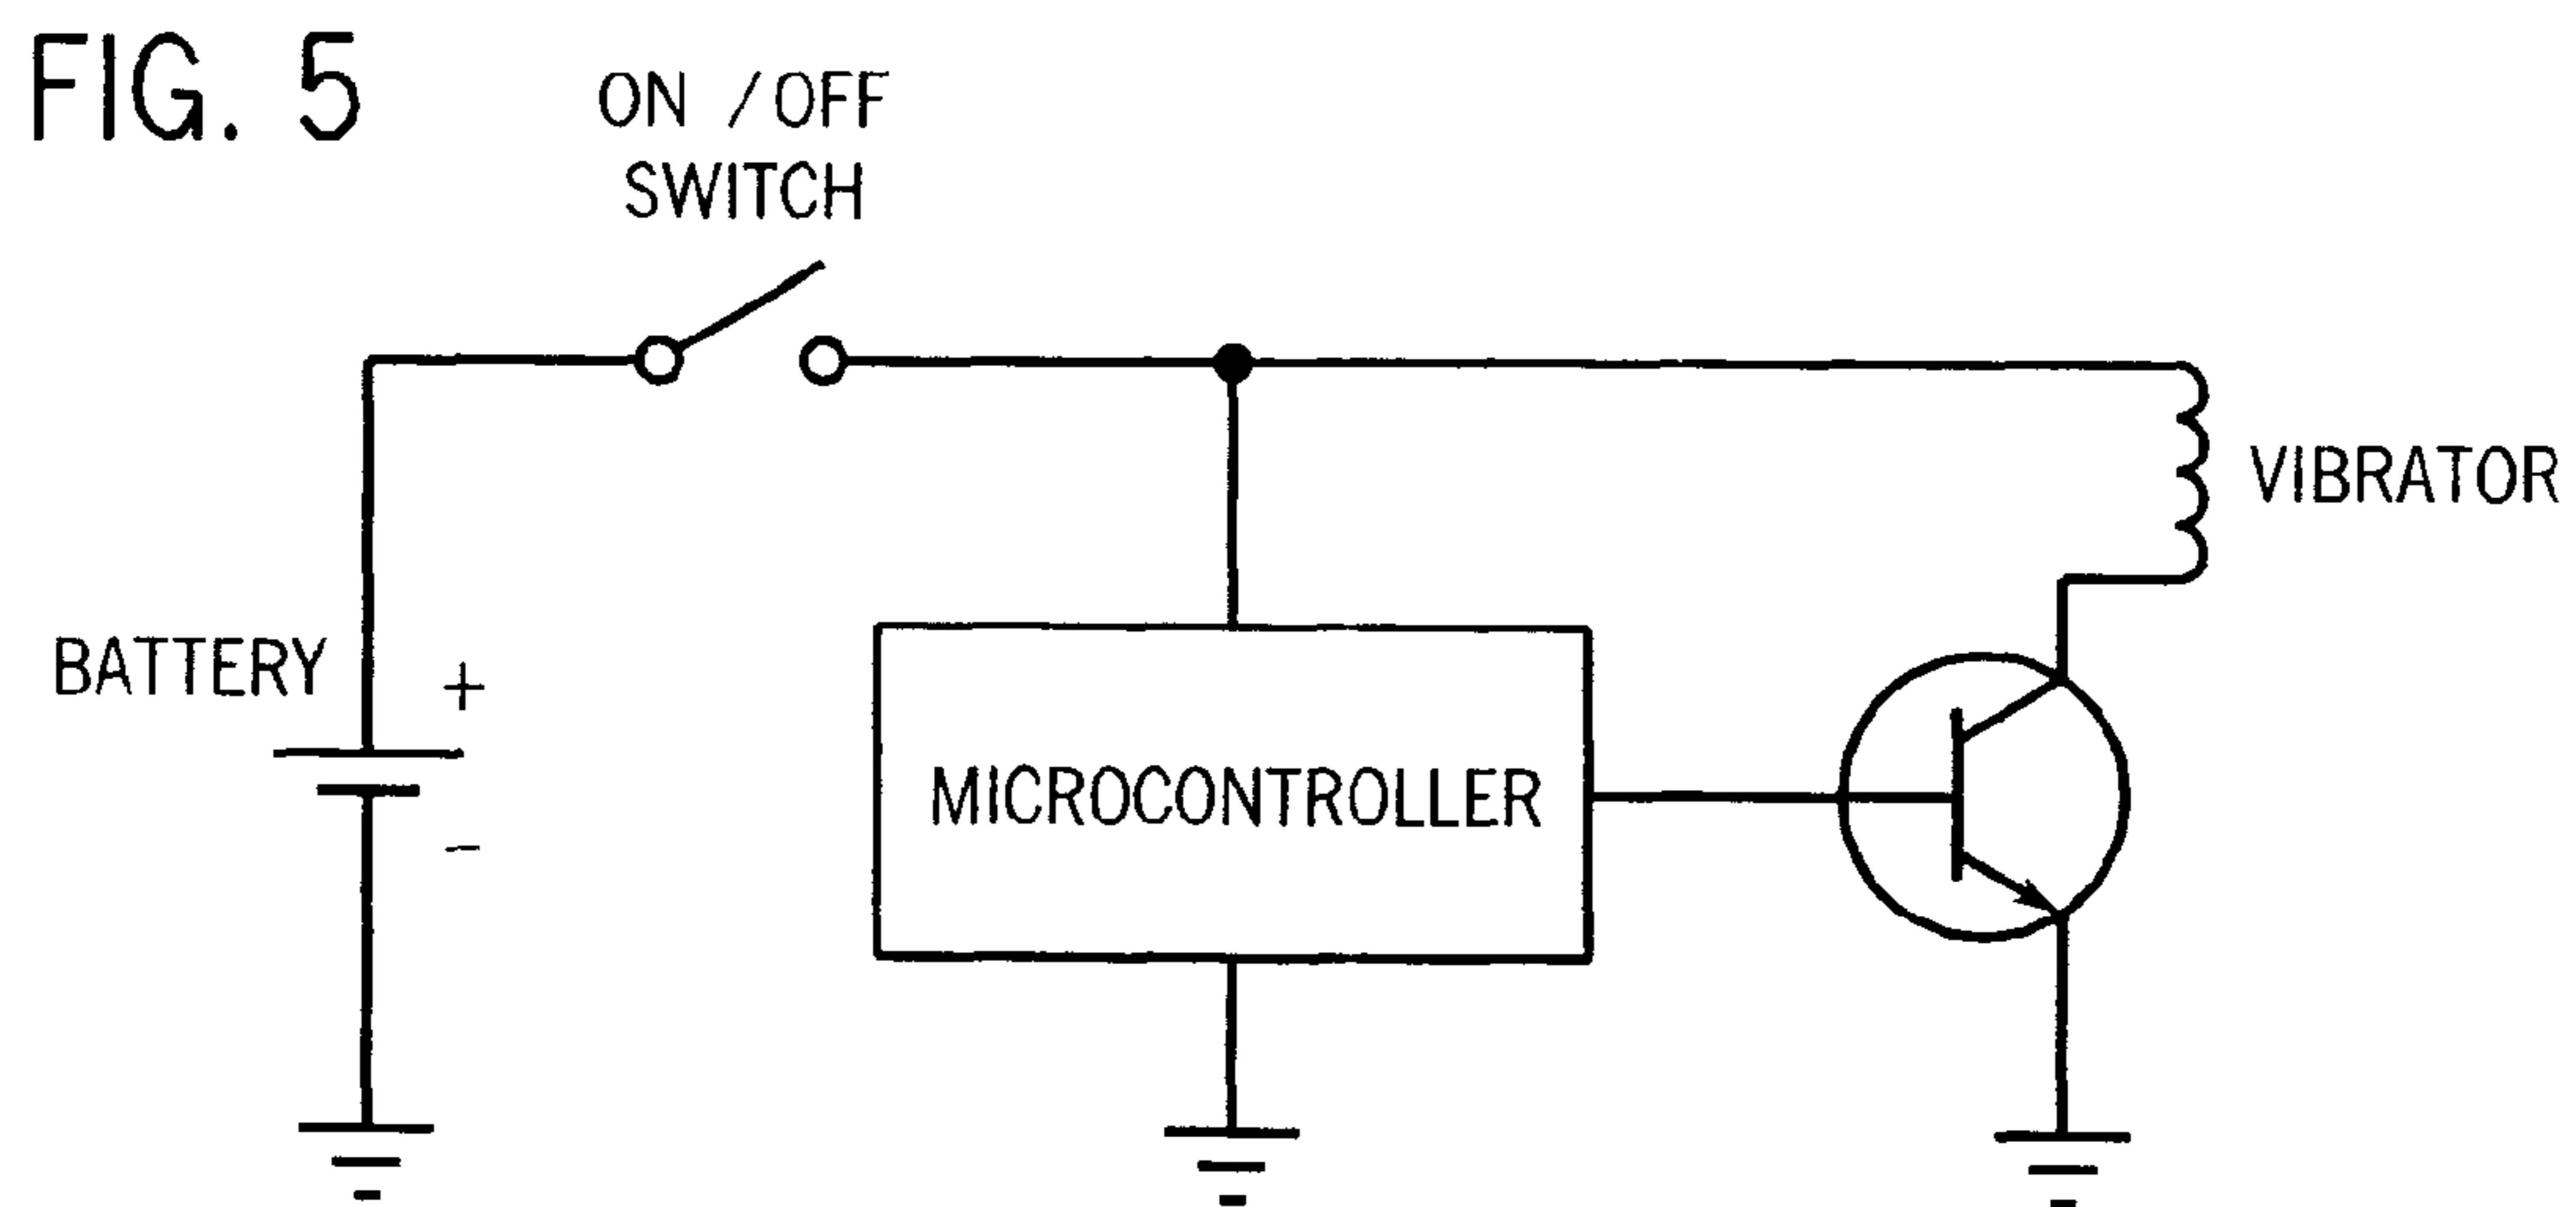 FIG. 5
ON / OFF
SWITCH
VIBRATOR
BATTERY
+
-
MICROCONTROLLER